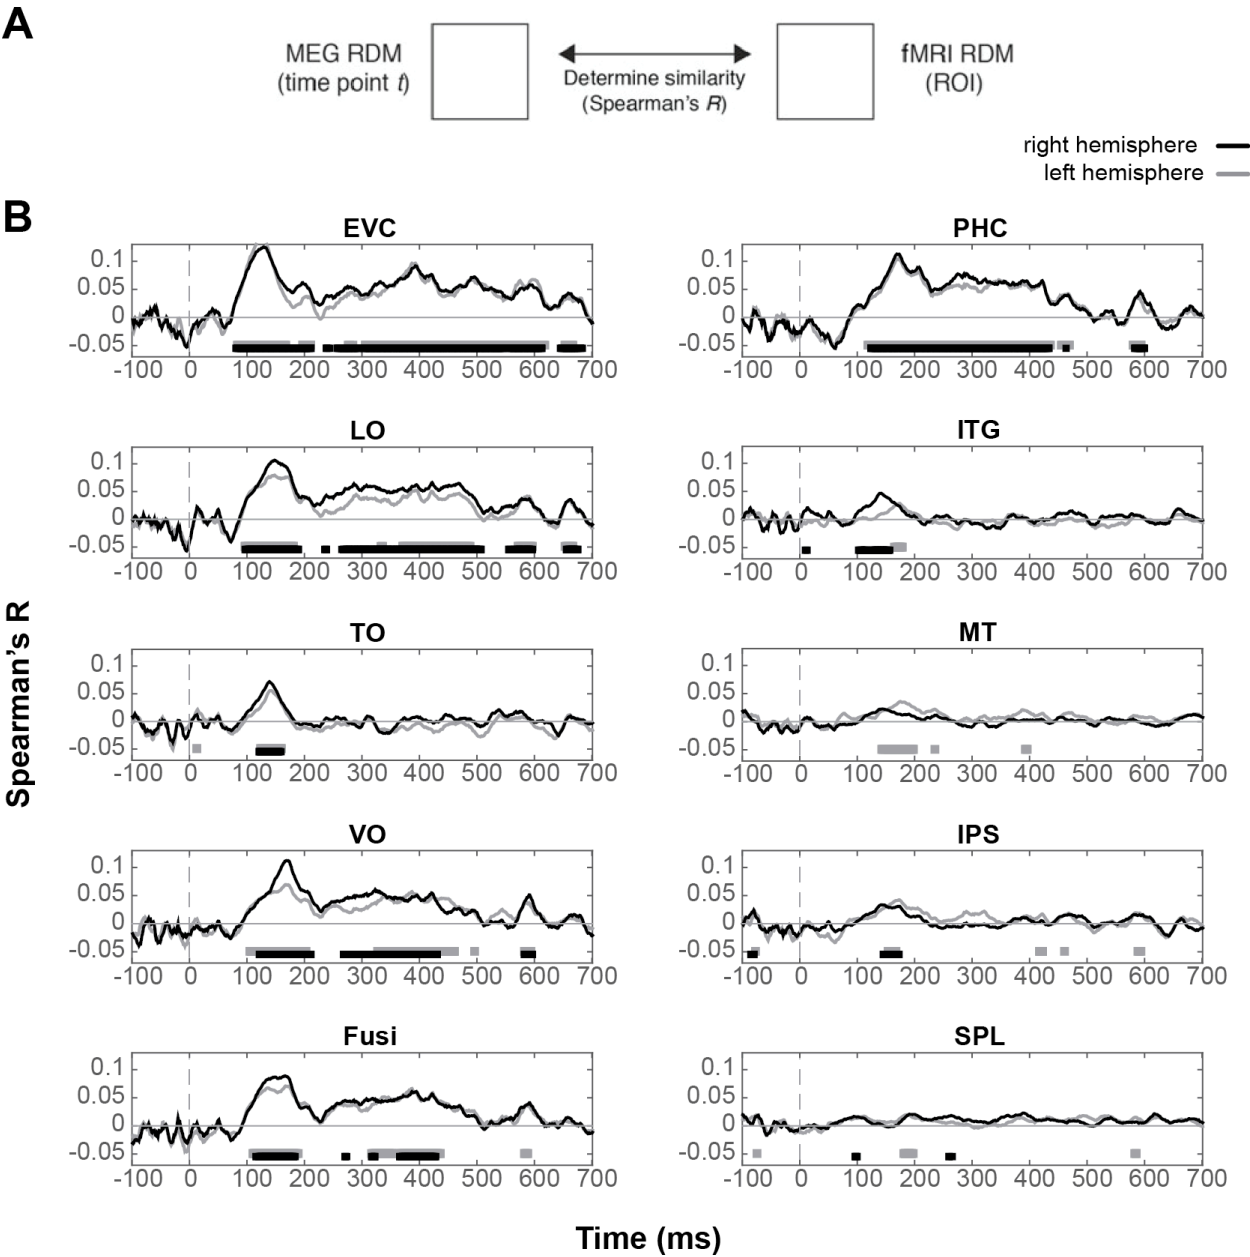 A
MEG RDM
(time point t)
Determine similarity
(Spearman's R)
fMRI RDM
(ROI)
right hemisphere
left hemisphere
B
Spearman's R
EVC
0.1
0.05
0
-0.05
-100 0 100 200 300 400 500 600 700
PHC
0.1
0.05
0
-0.05
-100 0 100 200 300 400 500 600 700
LO
0.1
0.05
0
-0.05
-100 0 100 200 300 400 500 600 700
ITG
0.1
0.05
0
-0.05
-100 0 100 200 300 400 500 600 700
TO
0.1
0.05
0
-0.05
-100 0 100 200 300 400 500 600 700
MT
0.1
0.05
0
-0.05
-100 0 100 200 300 400 500 600 700
VO
0.1
0.05
0
-0.05
-100 0 100 200 300 400 500 600 700
IPS
0.1
0.05
0
-0.05
-100 0 100 200 300 400 500 600 700
Fusi
0.1
0.05
0
-0.05
-100 0 100 200 300 400 500 600 700
SPL
0.1
0.05
0
-0.05
-100 0 100 200 300 400 500 600 700
Time (ms)